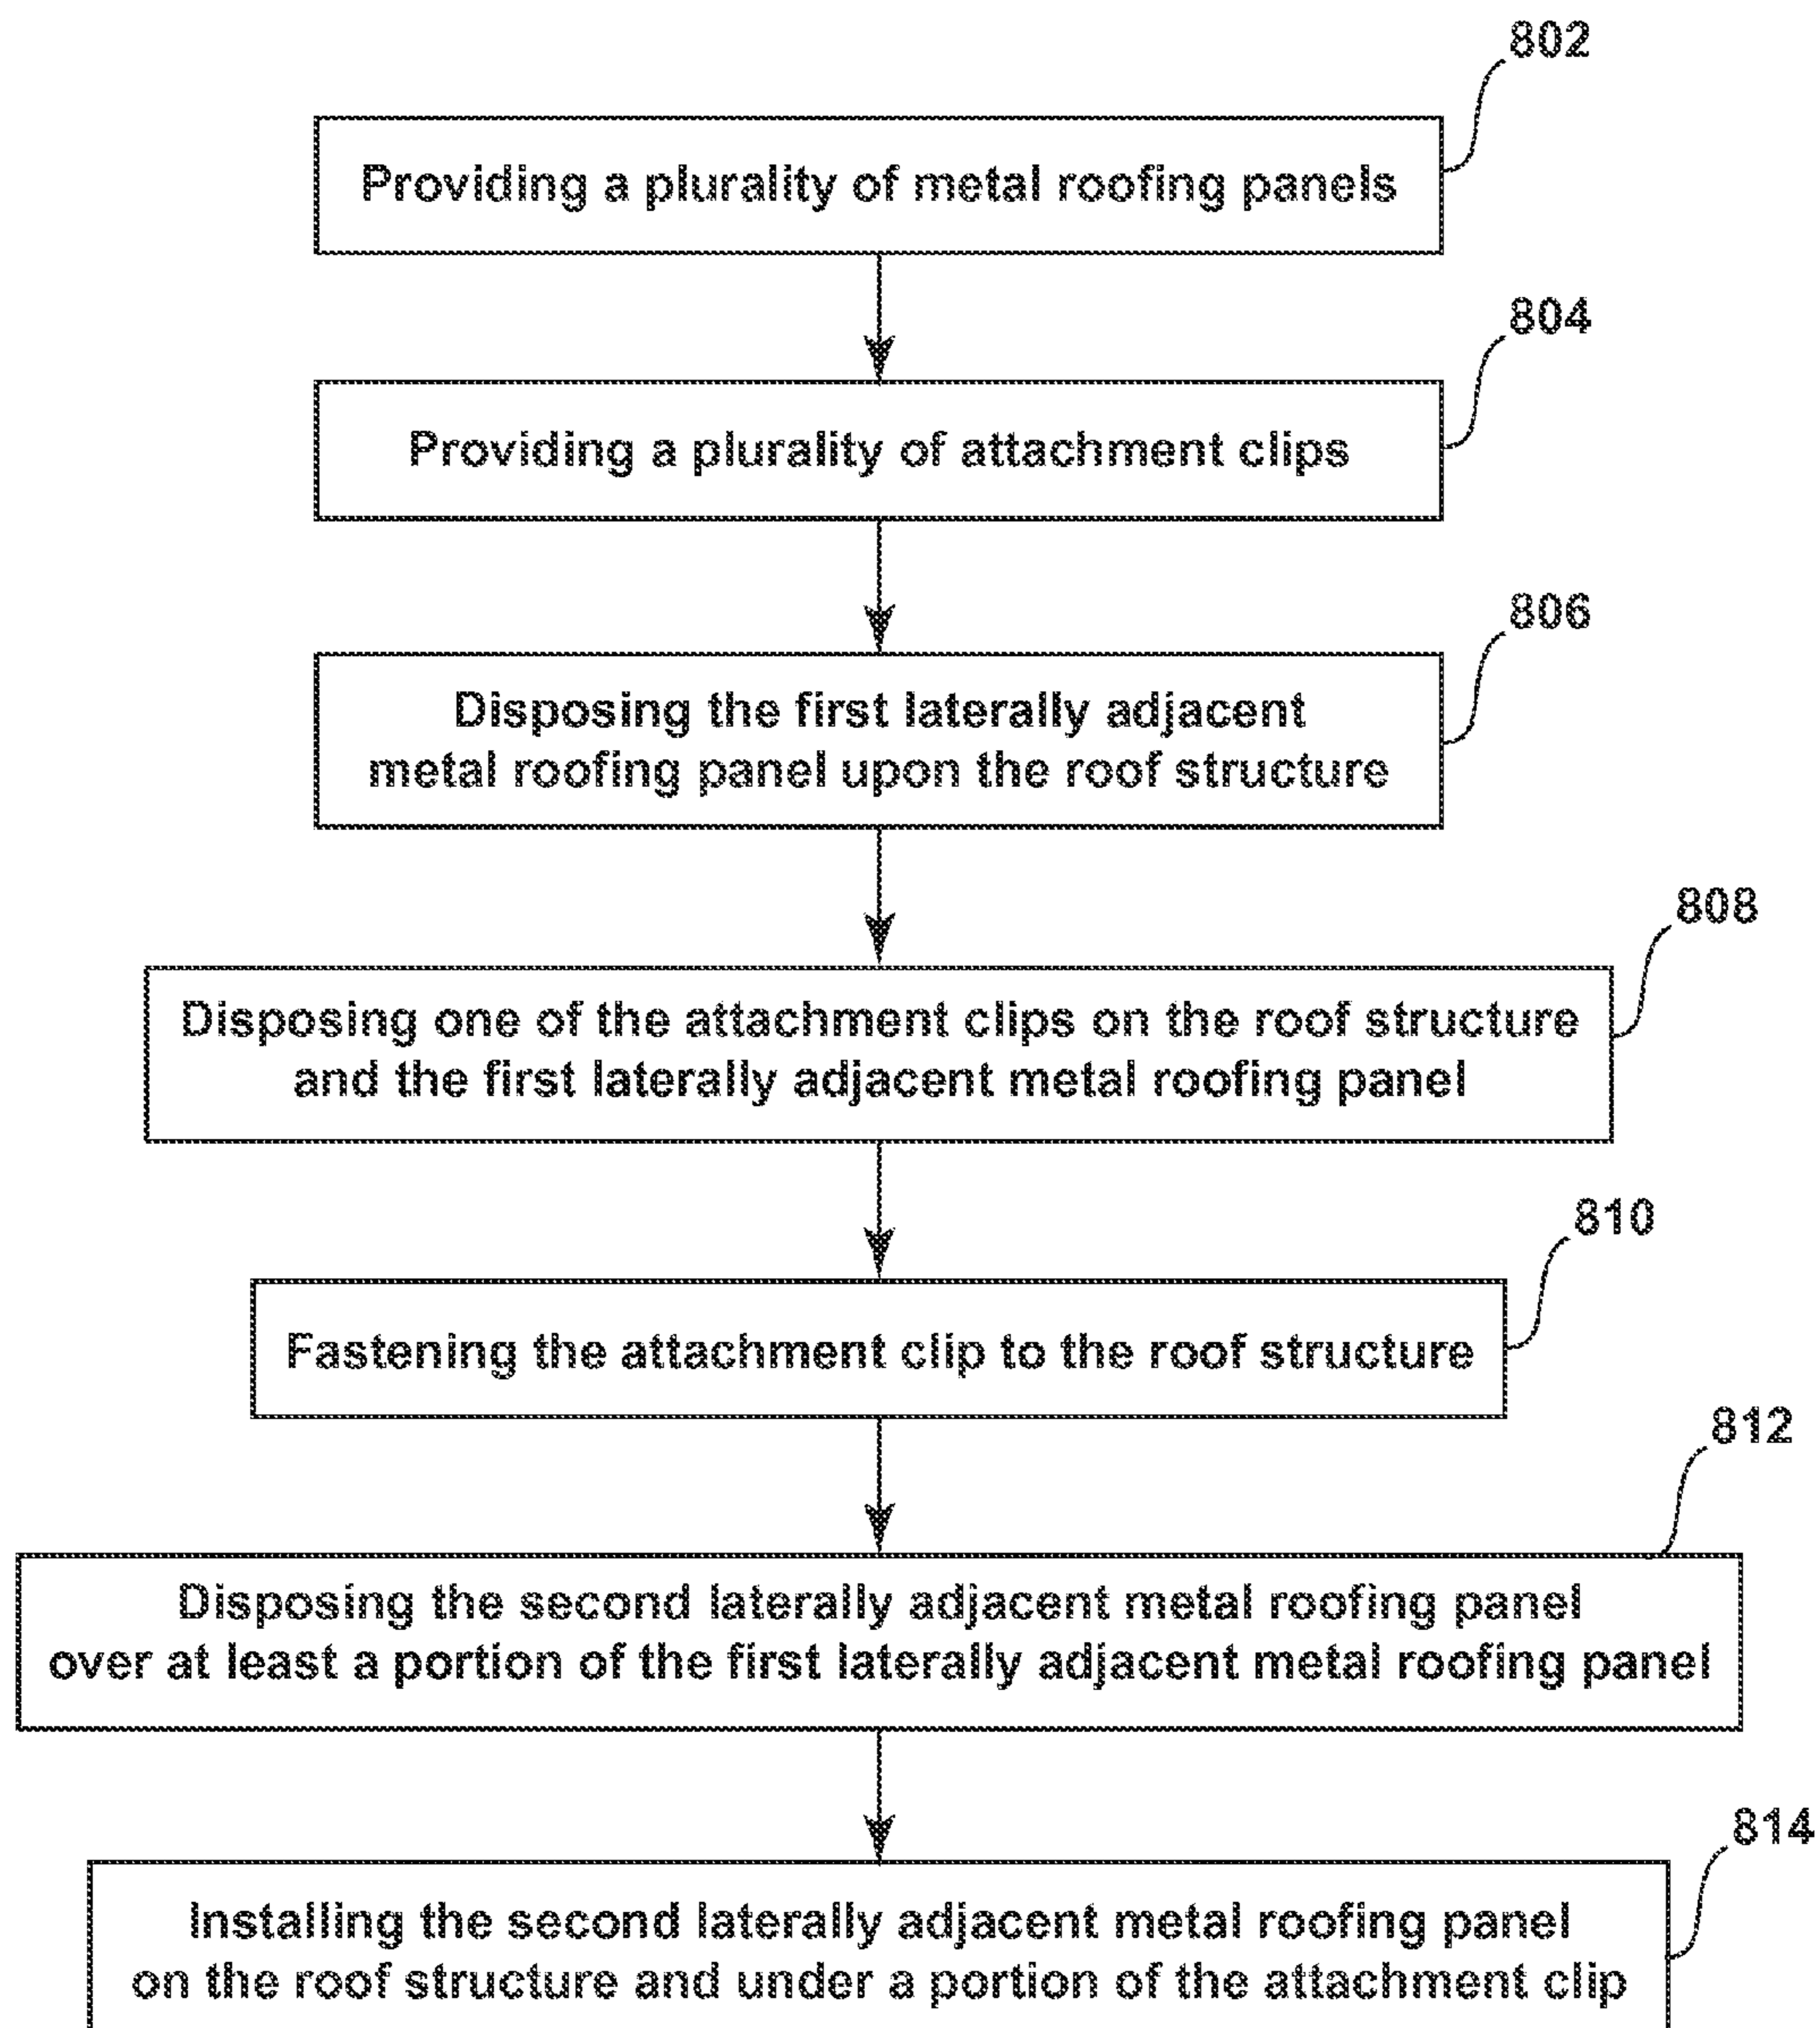 802
Providing a plurality of metal roofing panels
804
Providing a plurality of attachment clips
806
Disposing the first laterally adjacent
metal roofing panel upon the roof structure
808
Disposing one of the attachment clips on the roof structure
and the first laterally adjacent metal roofing panel
810
Fastening the attachment clip to the roof structure
812
Disposing the second laterally adjacent metal roofing panel
over at least a portion of the first laterally adjacent metal roofing panel
814
Installing the second laterally adjacent metal roofing panel
on the roof structure and under a portion of the attachment clip